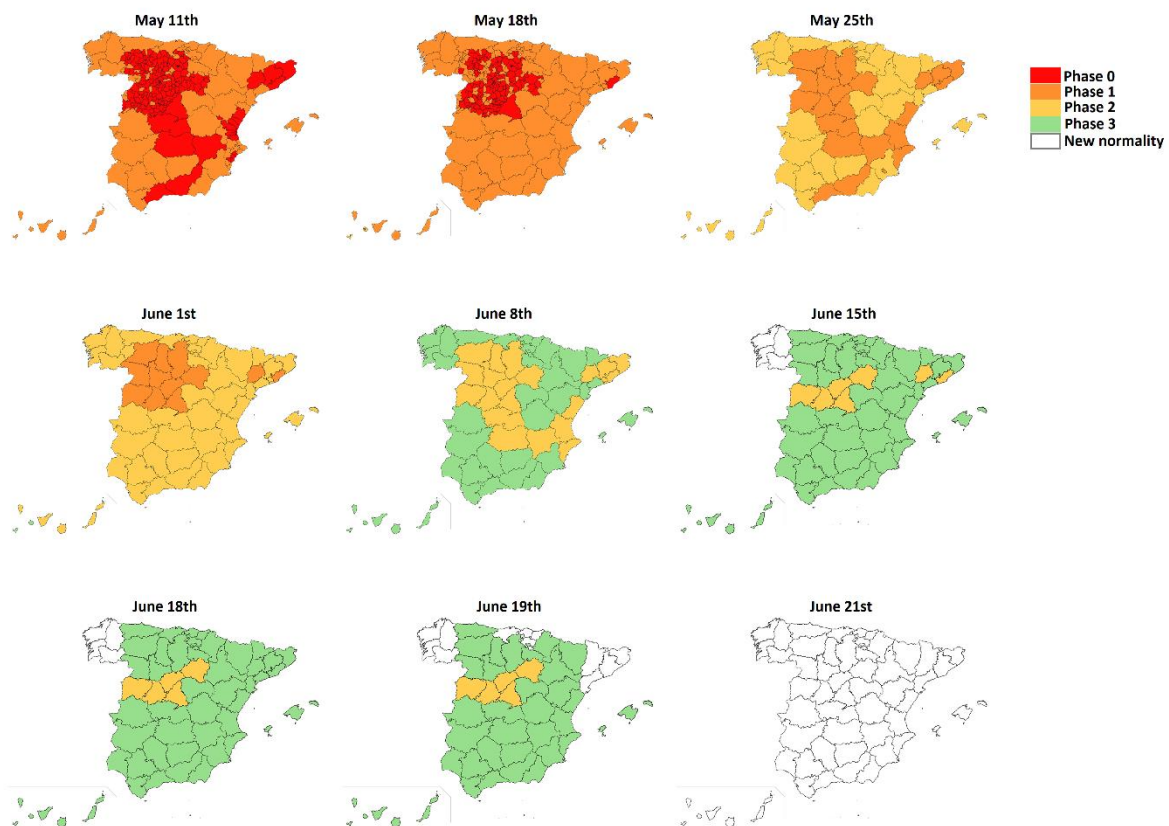 May 11th
May 18th
May 25th
Phase 0
Phase 1
Phase 2
Phase 3
New normality
June 1st
June 8th
June 15th
June 18th
June 19th
June 21st